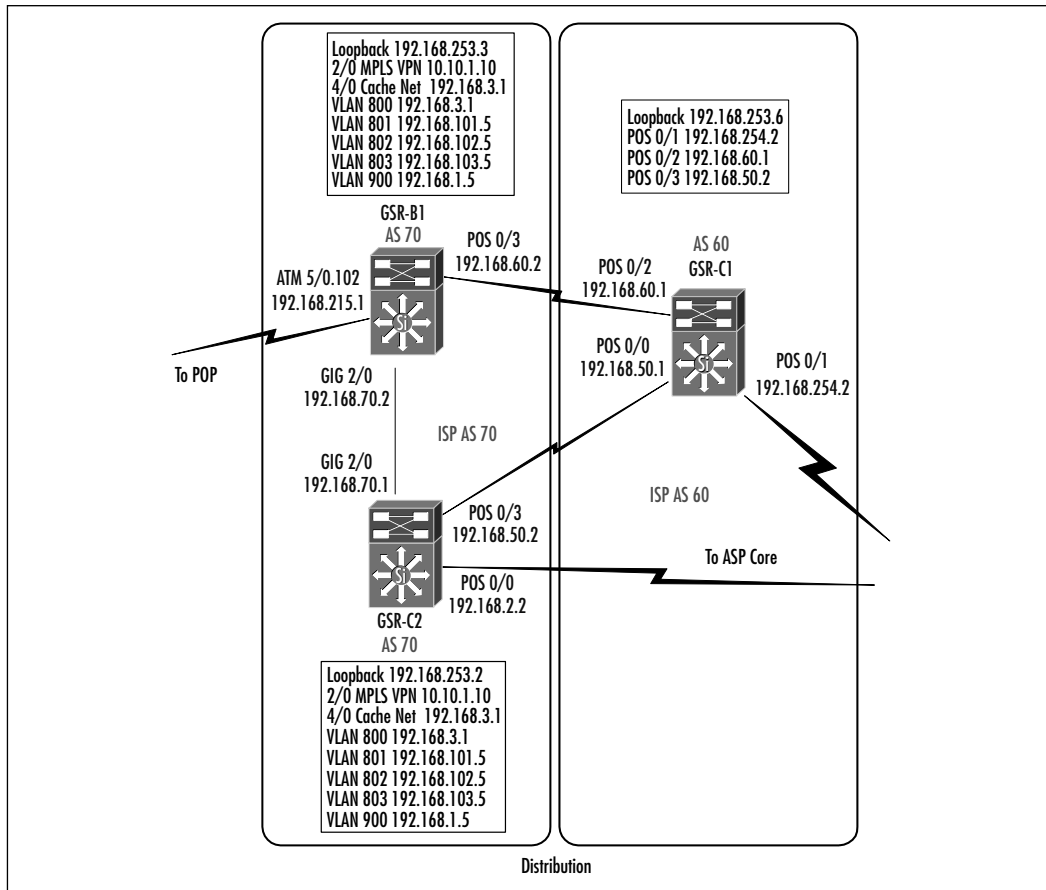 Loopback 192.168.253.3
2/0 MPLS VPN 10.10.1.10
4/0 Cache Net 192.168.3.1
VLAN 800 192.168.3.1
VLAN 801 192.168.101.5
VLAN 802 192.168.102.5
VLAN 803 192.168.103.5
VLAN 900 192.168.1.5
Loopback 192.168.253.6
POS 0/1 192.168.254.2
POS 0/2 192.168.60.1
POS 0/3 192.168.50.2
GSR-B1
AS 70
POS 0/3
192.168.60.2
AS 60
GSR-C1
POS 0/2
192.168.60.1
ATM 5/0.102
192.168.215.1
Si
POS 0/0
192.168.50.1
Si
POS 0/1
192.168.254.2
To POP
GIG 2/0
192.168.70.2
ISP AS 70
GIG 2/0
192.168.70.1
ISP AS 60
POS 0/3
192.168.50.2
To ASP Core
Si
POS 0/0
192.168.2.2
GSR-C2
AS 70
Loopback 192.168.253.2
2/0 MPLS VPN 10.10.1.10
4/0 Cache Net 192.168.3.1
VLAN 800 192.168.3.1
VLAN 801 192.168.101.5
VLAN 802 192.168.102.5
VLAN 803 192.168.103.5
VLAN 900 192.168.1.5
Distribution